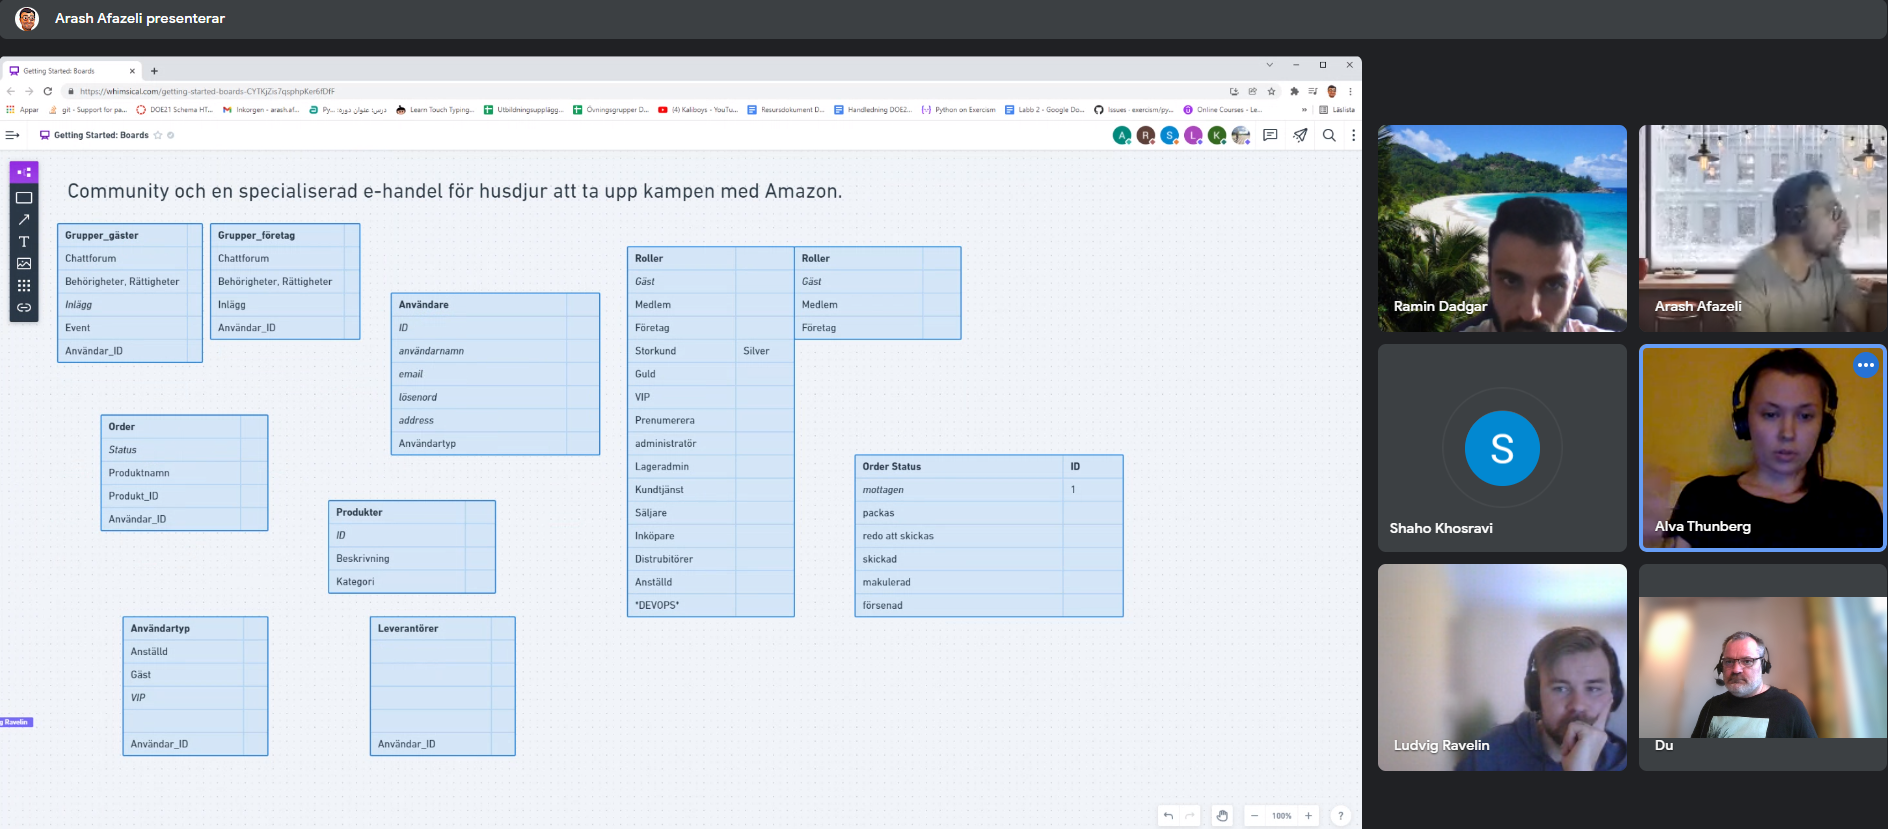 Arash Afazeli presenterar
Getting Started: Boards
https://whimsical.com/getting-started-boards-CYTKjZis7qsphpKer6fDfF
Appar
git - Support for pa...
DOE21 Schema HT...
Inkorgen - arash.af...
Learn Touch Typing...
Utbildningsupplägg...
Övningsgrupper D...
(4) Kaliboys - YouTu...
Resursdokument D...
Handledning DOE2...
Python on Exercism
Labb 2 - Google Do...
Issues · exercism/py...
Online Courses - Le...
»
Läslista
Getting Started: Boards
A
R
S
L
K
Community och en specialiserad e-handel för husdjur att ta upp kampen med Amazon.
Grupper_gäster
Chattforum
Behörigheter, Rättigheter
Inlägg
Event
Användar_ID
Grupper_företag
Chattforum
Behörigheter, Rättigheter
Inlägg
Användar_ID
Användare
ID
användarnamn
email
lösenord
address
Användartyp
Roller
Gäst
Medlem
Företag
Storkund Silver
Guld
VIP
Prenumerera
administratör
Lageradmin
Kundtjänst
Säljare
Inköpare
Distrubitörer
Anställd
*DEVOPS*
Roller
Gäst
Medlem
Företag
Order
Status
Produktnamn
Produkt_ID
Användar_ID
Produkter
ID
Beskrivning
Kategori
Order Status ID
mottagen 1
packas
redo att skickas
skickad
makulerad
försenad
Användartyp
Anställd
Gäst
VIP
Användar_ID
Leverantörer
Användar_ID
g Ravelin
100%
?
Ramin Dadgar
Arash Afazeli
S
Shaho Khosravi
Alva Thunberg
Ludvig Ravelin
Du